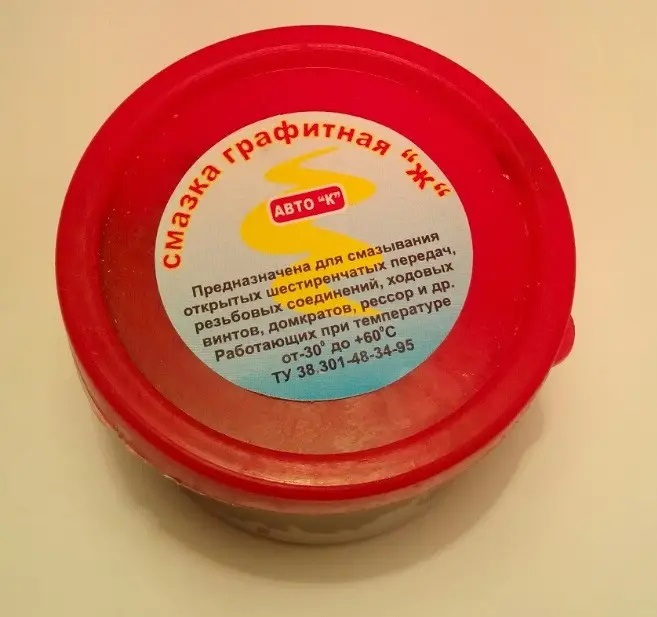 смазка графитная “Ж“
АВТО “К”
Предназначена для смазывания
открытых шестиренчатых передач,
резьбовых соединений, ходовых
винтов, домкратов, рессор и др.
Работающих при температуре
от-30° до +60°С
ТУ 38.301-48-34-95